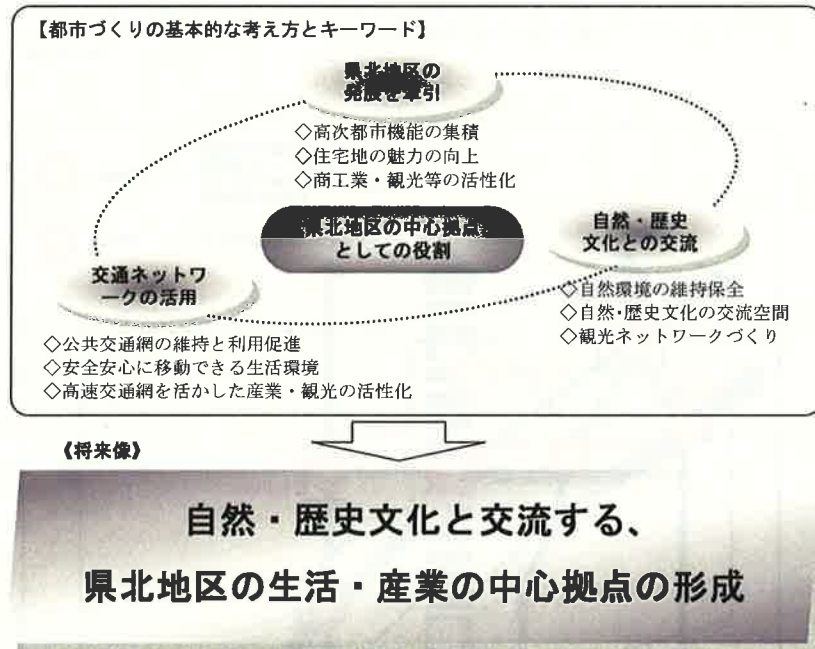 【都市づくりの基本的な考え方とキーワード】
県北地区の
発展を牽引
◇高次都市機能の集積
◇住宅地の魅力の向上
◇商工業・観光等の活性化
県北地区の中心拠点
としての役割
自然・歴史
文化との交流
◇自然環境の維持保全
◇自然・歴史文化の交流空間
◇観光ネットワークづくり
交通ネットワ
ークの活用
◇公共交通網の維持と利用促進
◇安全安心に移動できる生活環境
◇高速交通網を活かした産業・観光の活性化
《将来像》
自然・歴史文化と交流する、
県北地区の生活・産業の中心拠点の形成